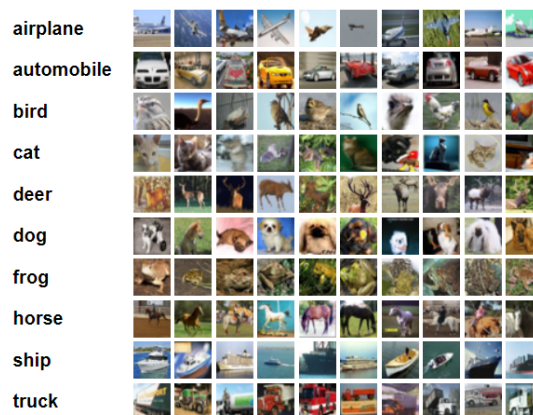 airplane
automobile
bird
cat
deer
dog
frog
horse
ship
truck